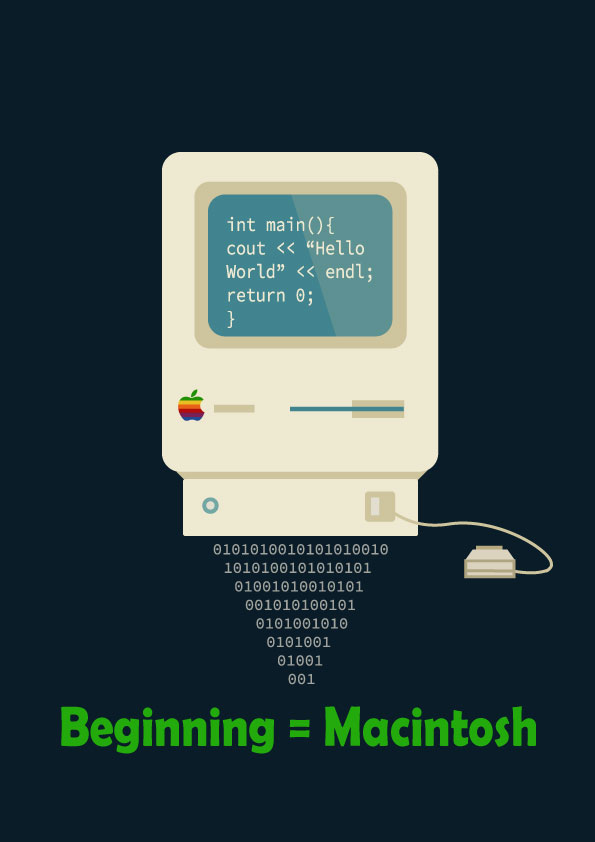 int main(){
cout << “Hello
World” << endl;
return 0;
}
0101010010101010010
1010100101010101
01001010010101
001010100101
0101001010
0101001
01001
001
Beginning = Macintosh